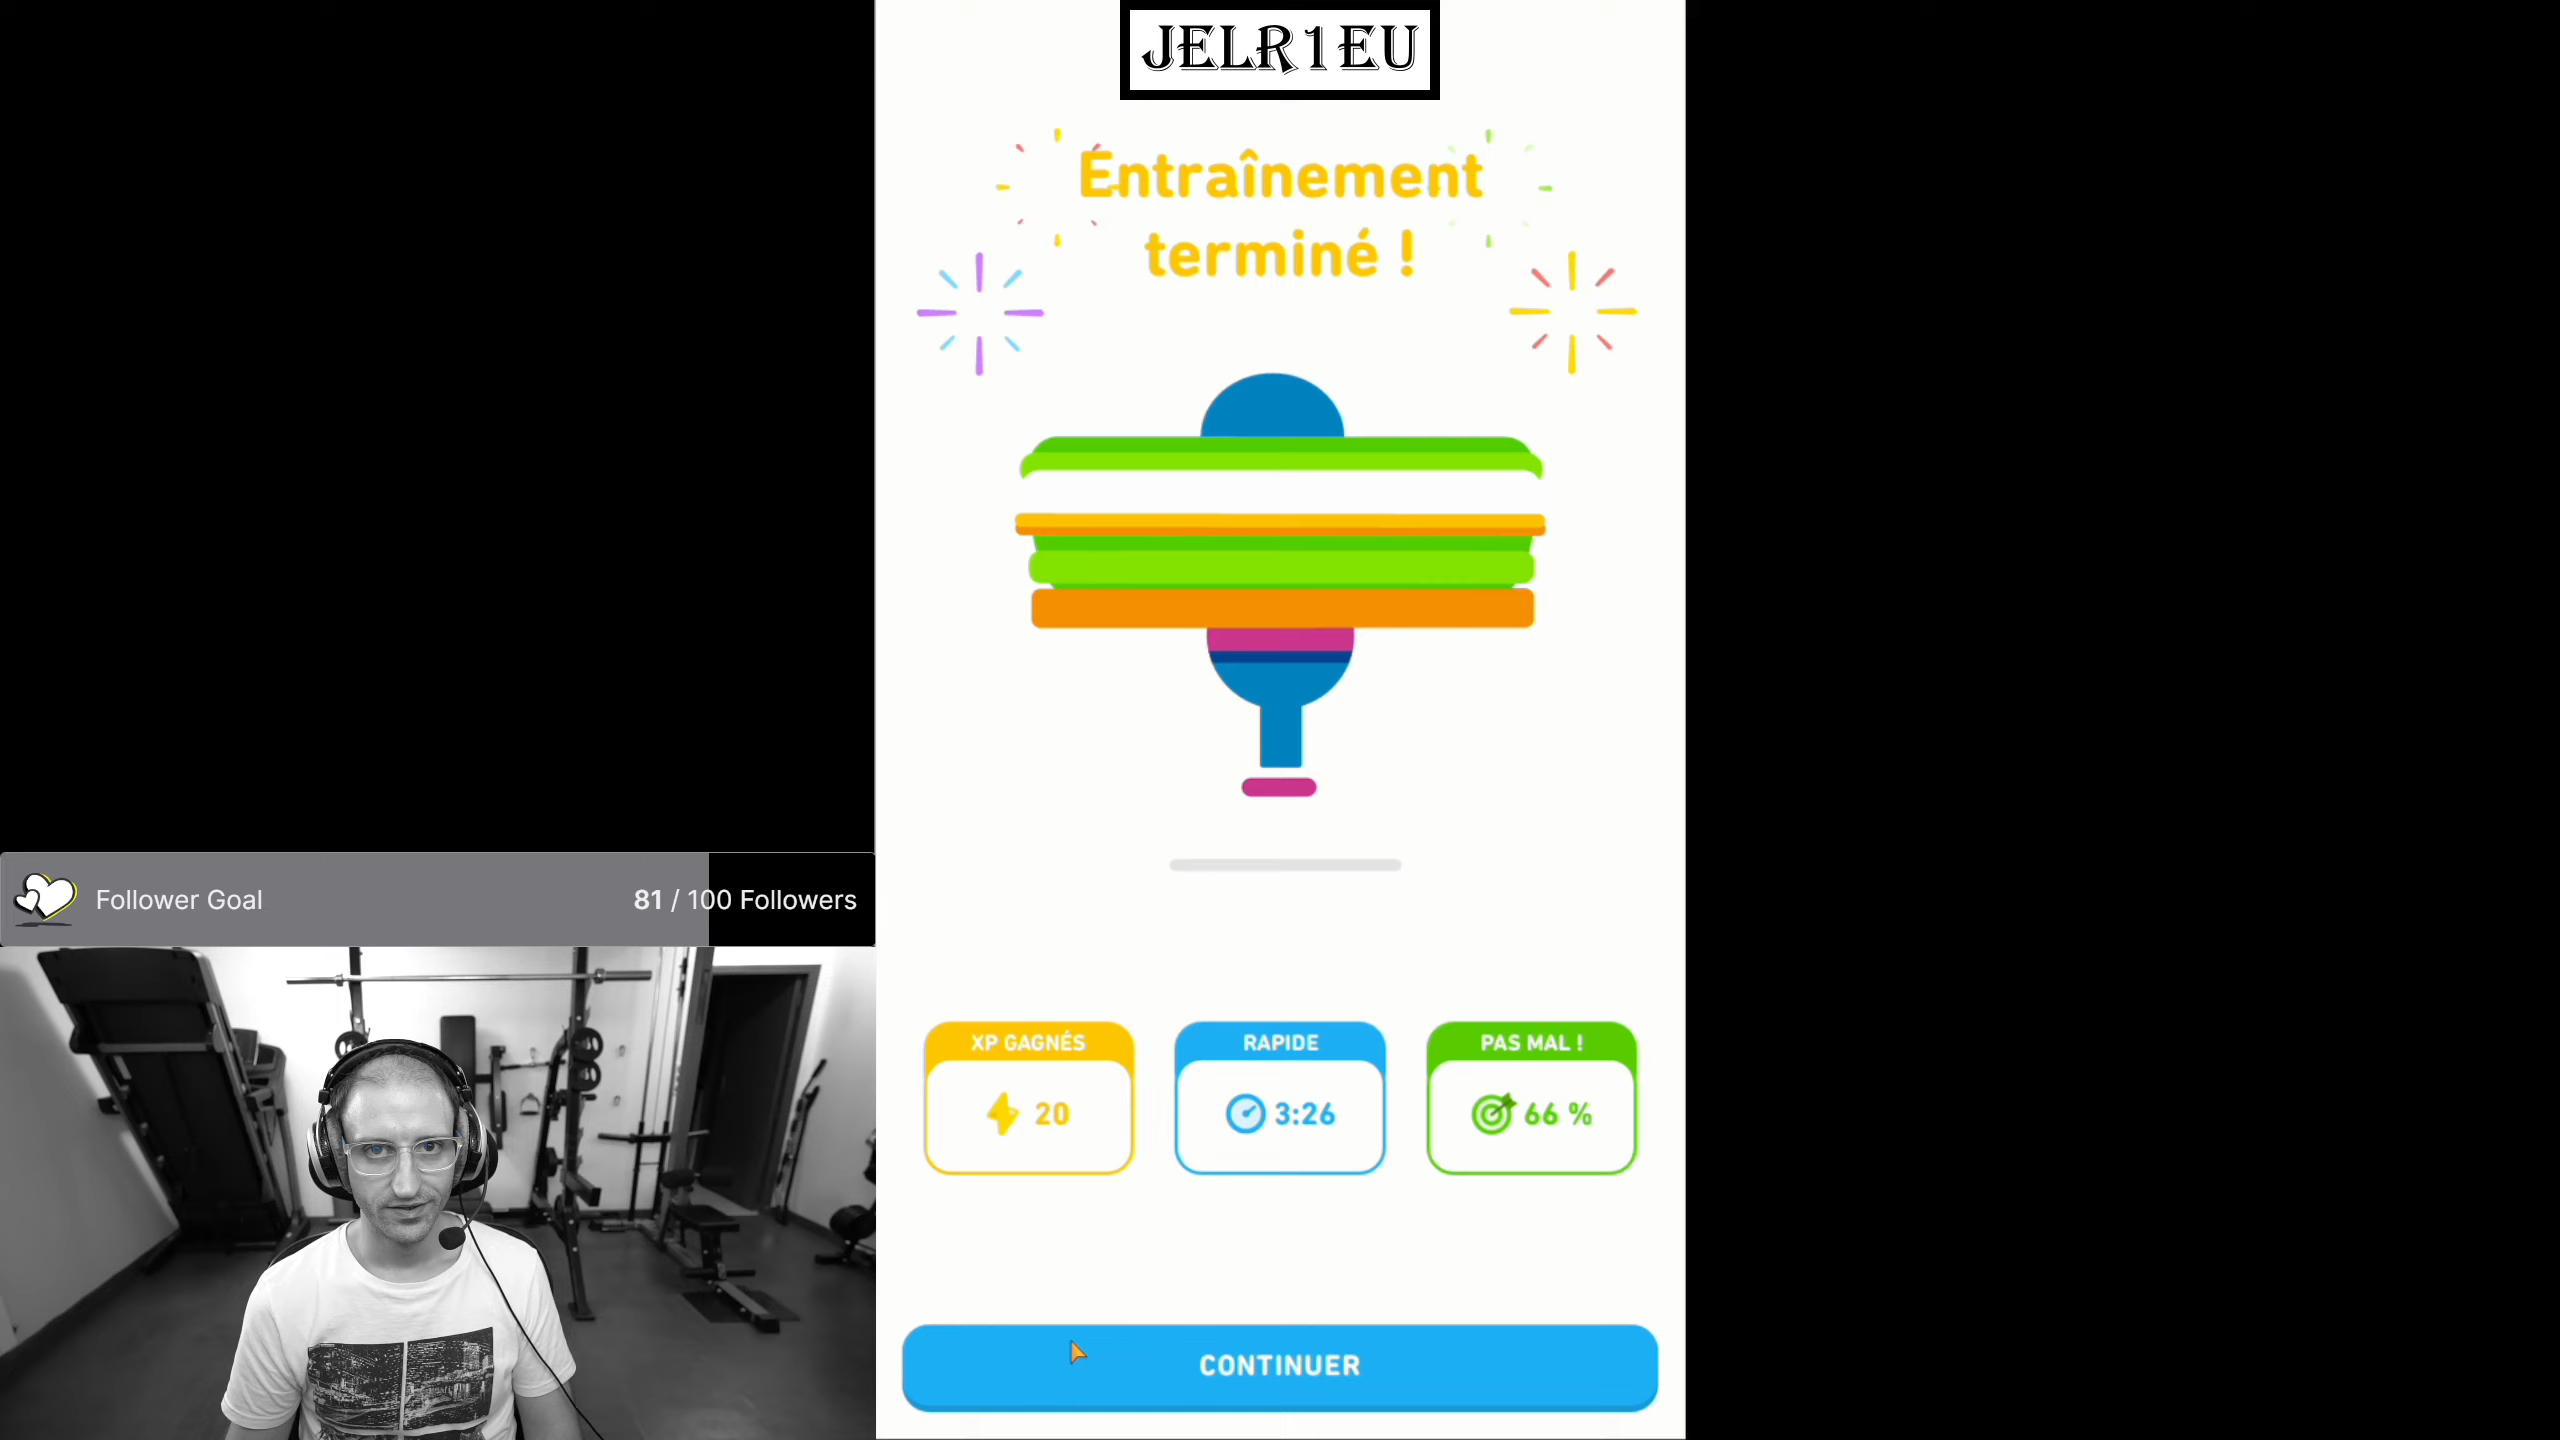 JELR1EU
Entraînement
terminé !
Follower Goal
81 / 100 Followers
XP GAGNÉS
20
RAPIDE
3:26
PAS MAL !
66 %
CONTINUER